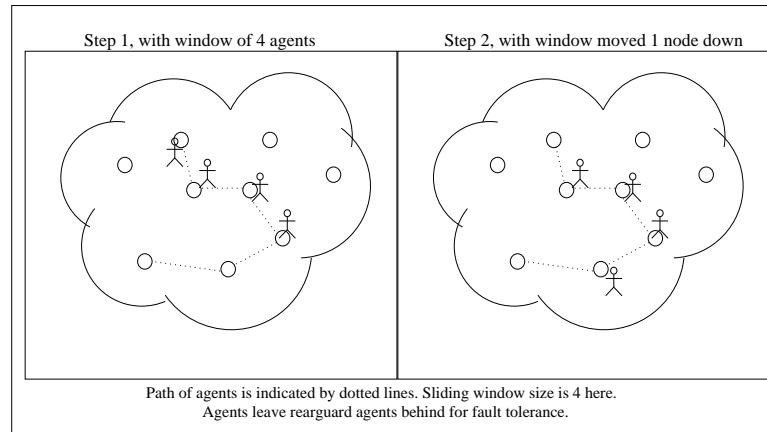 Step 1, with window of 4 agents
Step 2, with window moved 1 node down
Path of agents is indicated by dotted lines. Sliding window size is 4 here.
Agents leave rearguard agents behind for fault tolerance.